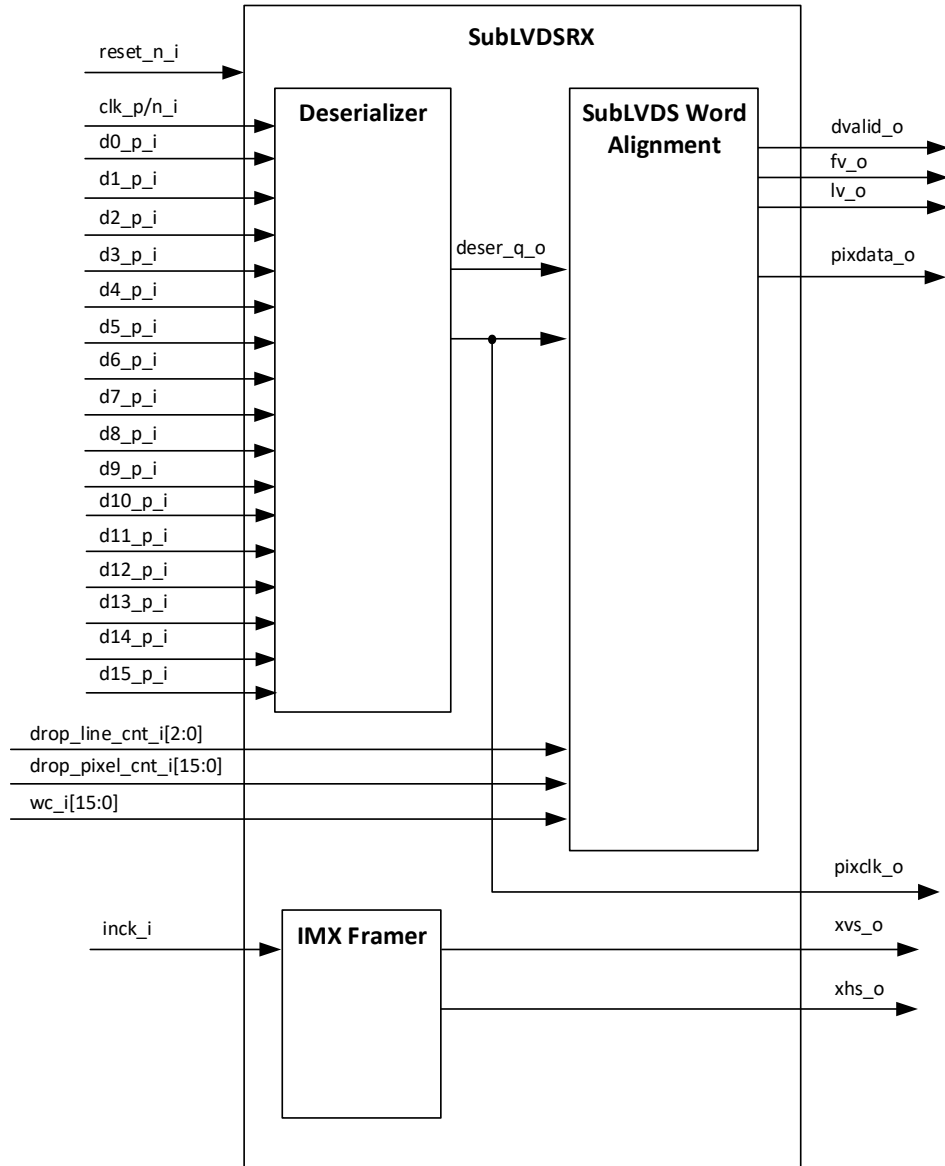 SubLVDSRX
reset_n_i
Deserializer
SubLVDS Word
Alignment
clk_p/n_i
d0_p_i
d1_p_i
d2_p_i
d3_p_i
d4_p_i
d5_p_i
d6_p_i
d7_p_i
d8_p_i
d9_p_i
d10_p_i
d11_p_i
d12_p_i
d13_p_i
d14_p_i
d15_p_i
deser_q_o
dvalid_o
fv_o
lv_o
pixdata_o
drop_line_cnt_i[2:0]
drop_pixel_cnt_i[15:0]
wc_i[15:0]
pixclk_o
inck_i
IMX Framer
xvs_o
xhs_o